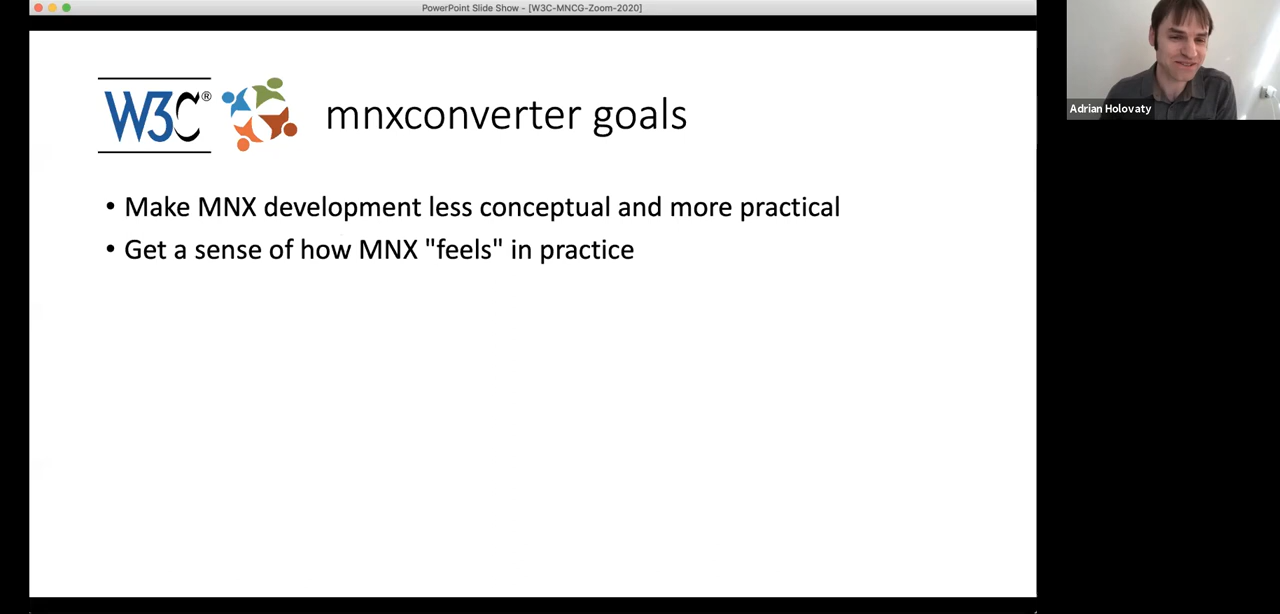 PowerPoint Slide Show - [W3C-MNCG-Zoom-2020]
W3C®
mnxconverter goals
• Make MNX development less conceptual and more practical
• Get a sense of how MNX "feels" in practice
Adrian Holovaty